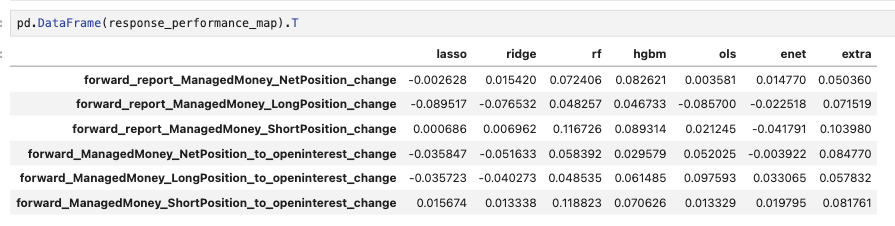 pd.DataFrame(response_performance_map).T
lasso ridge rf hgbm ols enet extra
forward_report_ManagedMoney_NetPosition_change -0.002628 0.015420 0.072406 0.082621 0.003581 0.014770 0.050360
forward_report_ManagedMoney_LongPosition_change -0.089517 -0.076532 0.048257 0.046733 -0.085700 -0.022518 0.071519
forward_report_ManagedMoney_ShortPosition_change 0.000686 0.006962 0.116726 0.089314 0.021245 -0.041791 0.103980
forward_ManagedMoney_NetPosition_to_openinterest_change -0.035847 -0.051633 0.058392 0.029579 0.052025 -0.003922 0.084770
forward_ManagedMoney_LongPosition_to_openinterest_change -0.035723 -0.040273 0.048535 0.061485 0.097593 0.033065 0.057832
forward_ManagedMoney_ShortPosition_to_openinterest_change 0.015674 0.013338 0.118823 0.070626 0.013329 0.019795 0.081761